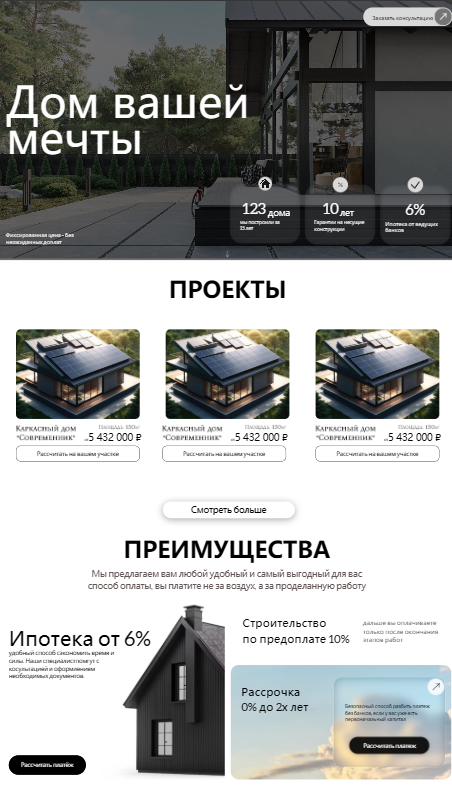 Заказать консультацию
Дом вашей
мечты
123 дома
мы построили за
15 лет
10 лет
Гарантии на несущие
конструкции
%
6%
Ипотека от ведущих
банков
Фиксированная цена - без
неожиданных доплат
ПРОЕКТЫ
Каркасный дом
"Современник"
Площадь 150м²
от 5 432 000 ₽
Рассчитать на вашем участке
Каркасный дом
"Современник"
Площадь 150м²
от 5 432 000 ₽
Рассчитать на вашем участке
Каркасный дом
"Современник"
Площадь 150м²
от 5 432 000 ₽
Рассчитать на вашем участке
Смотреть больше
ПРЕИМУЩЕСТВА
Мы предлагаем вам любой удобный и самый выгодный для вас
способ оплаты, вы платите не за воздух, а за проделанную работу
Ипотека от 6%
удобный способ сэкономить время и
силы. Наши специалист помгут с
косультацией и оформлением
необходимых документов.
Рассчитать платёж
Строительство
по предоплате 10%
дальше вы оплачиваете
только после окончания
этапов работ
Рассрочка
0% до 2х лет
Безопасный способ разбить платеж
без банков, если у вас уже есть
первоначальный капитал
Рассчитать платеж